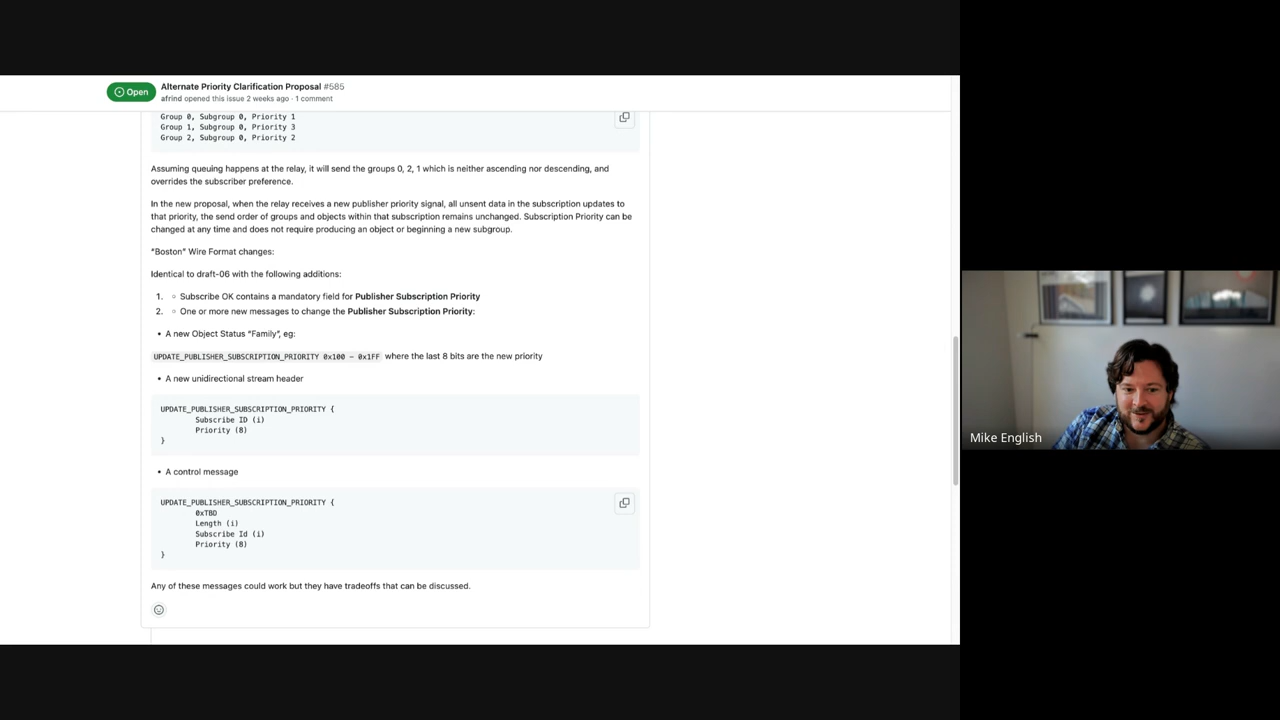 Open
Alternate Priority Clarification Proposal #585
afrind opened this issue 2 weeks ago · 1 comment
Group 0, Subgroup 0, Priority 1
Group 1, Subgroup 0, Priority 3
Group 2, Subgroup 0, Priority 2
Assuming queuing happens at the relay, it will send the groups 0, 2, 1 which is neither ascending nor descending, and
overrides the subscriber preference.
In the new proposal, when the relay receives a new publisher priority signal, all unsent data in the subscription updates to
that priority, the send order of groups and objects within that subscription remains unchanged. Subscription Priority can be
changed at any time and does not require producing an object or beginning a new subgroup.
"Boston" Wire Format changes:
Identical to draft-06 with the following additions:
1. ○ Subscribe OK contains a mandatory field for Publisher Subscription Priority
2. ○ One or more new messages to change the Publisher Subscription Priority:
• A new Object Status "Family", eg:
UPDATE_PUBLISHER_SUBSCRIPTION_PRIORITY 0x100 – 0x1FF where the last 8 bits are the new priority
• A new unidirectional stream header
UPDATE_PUBLISHER_SUBSCRIPTION_PRIORITY {
Subscribe ID (i)
Priority (8)
}
• A control message
UPDATE_PUBLISHER_SUBSCRIPTION_PRIORITY {
0xTBD
Length (i)
Subscribe Id (i)
Priority (8)
}
Any of these messages could work but they have tradeoffs that can be discussed.
Mike English